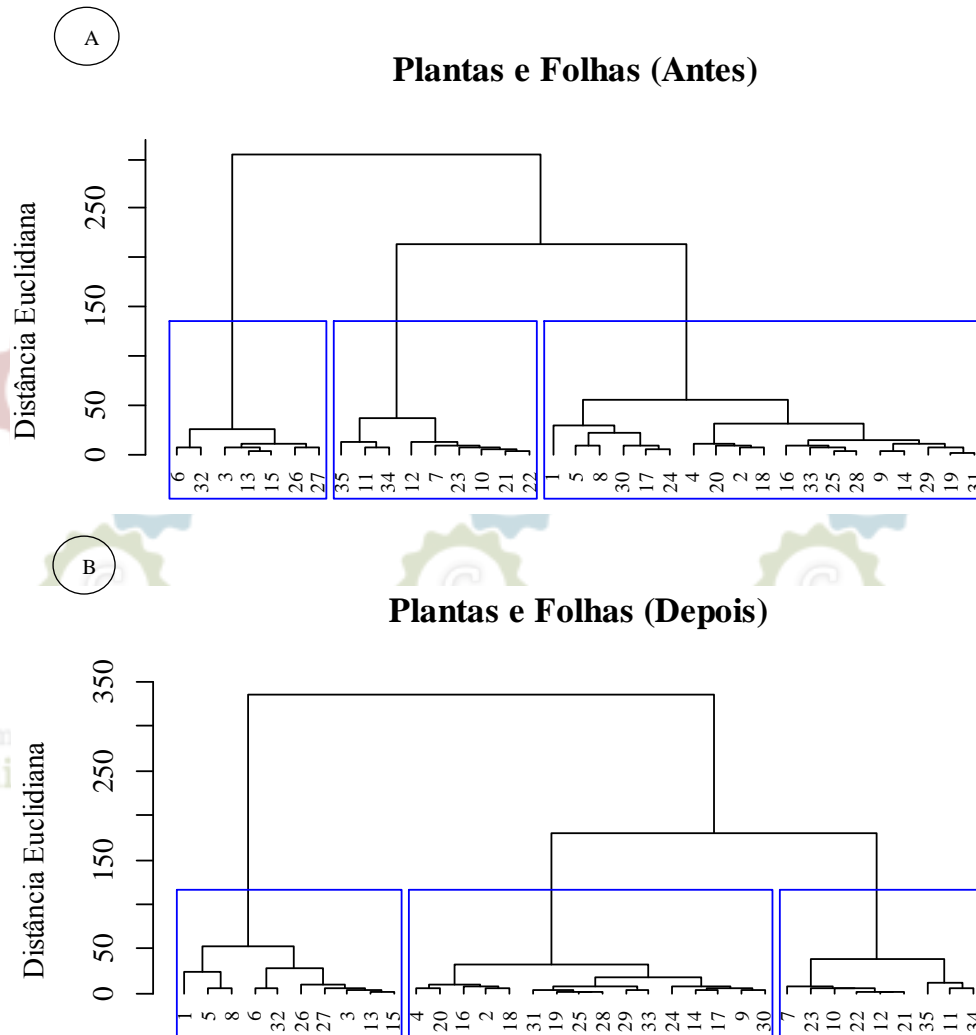 A
Plantas e Folhas (Antes)
Distância Euclidiana
250
150
50
0
6 32 3 13 15 26 27 35 11 34 12 7 23 10 21 22 1 5 8 30 17 24 4 20 2 18 16 33 25 28 9 14 29 19 31
B
Plantas e Folhas (Depois)
Distância Euclidiana
350
250
150
50
0
1 5 8 6 32 26 27 3 13 15 4 20 16 2 18 31 19 25 28 29 33 24 14 17 9 30 7 23 10 22 12 21 35 11 34